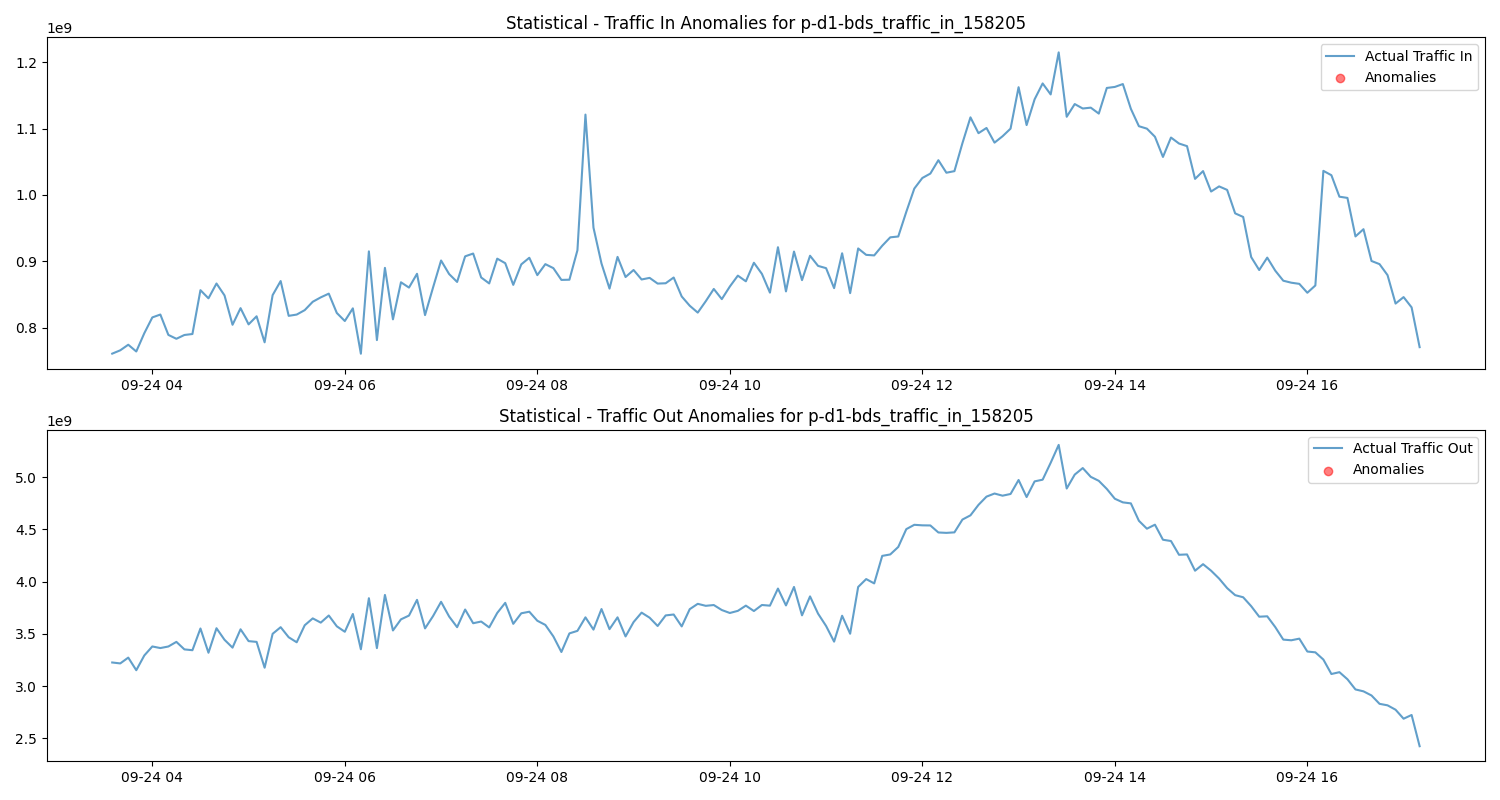 Statistical - Traffic In Anomalies for p-d1-bds_traffic_in_158205
1e9
Actual Traffic In
Anomalies
1.2
1.1
1.0
0.9
0.8
09-24 04 09-24 06 09-24 08 09-24 10 09-24 12 09-24 14 09-24 16
Statistical - Traffic Out Anomalies for p-d1-bds_traffic_in_158205
1e9
Actual Traffic Out
Anomalies
5.0
4.5
4.0
3.5
3.0
2.5
09-24 04 09-24 06 09-24 08 09-24 10 09-24 12 09-24 14 09-24 16